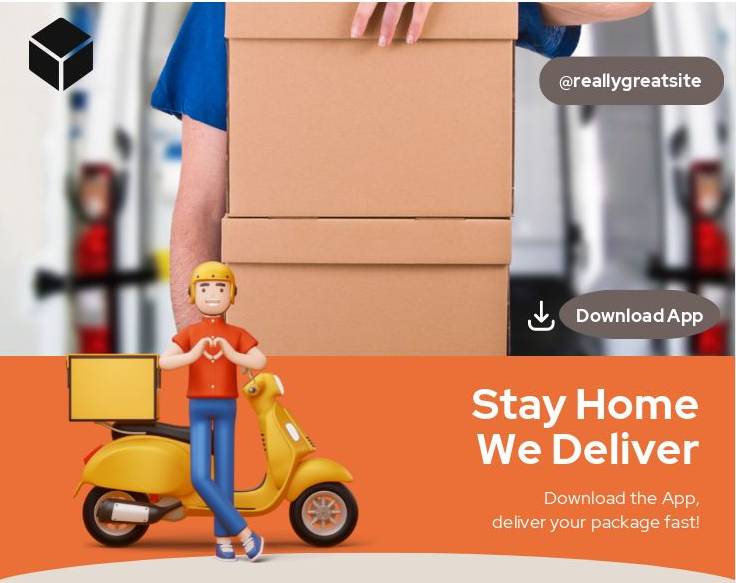 @reallygreatsite
Download App
Stay Home
We Deliver
Download the App,
deliver your package fast!